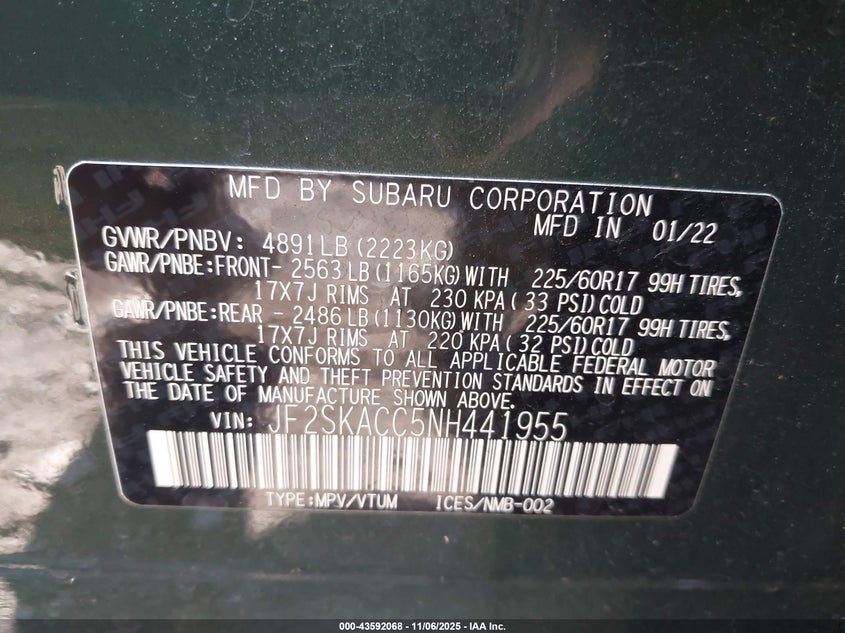 MFD BY SUBARU CORPORATION
MFD IN 01/22
GVWR/PNBV: 4891LB (2223KG)
GAWR/PNBE:FRONT- 2563LB(1165KG)WITH 225/60R17 99H TIRES,
17X7J RIMS AT 230 KPA(33 PSI)COLD
GAWR/PNBE:REAR - 2486LB(1130KG)WITH 225/60R17 99H TIRES,
17X7J RIMS AT 220 KPA(32 PSI)COLD
THIS VEHICLE CONFORMS TO ALL APPLICABLE FEDERAL MOTOR
VEHICLE SAFETY AND THEFT PREVENTION STANDARDS IN EFFECT ON
THE DATE OF MANUFACTURE SHOWN ABOVE.
VIN: JF2SKACC5NH441955
TYPE:MPV/VTUM ICES/NMB-002
000-43592068 - 11/06/2025 - IAA Inc.